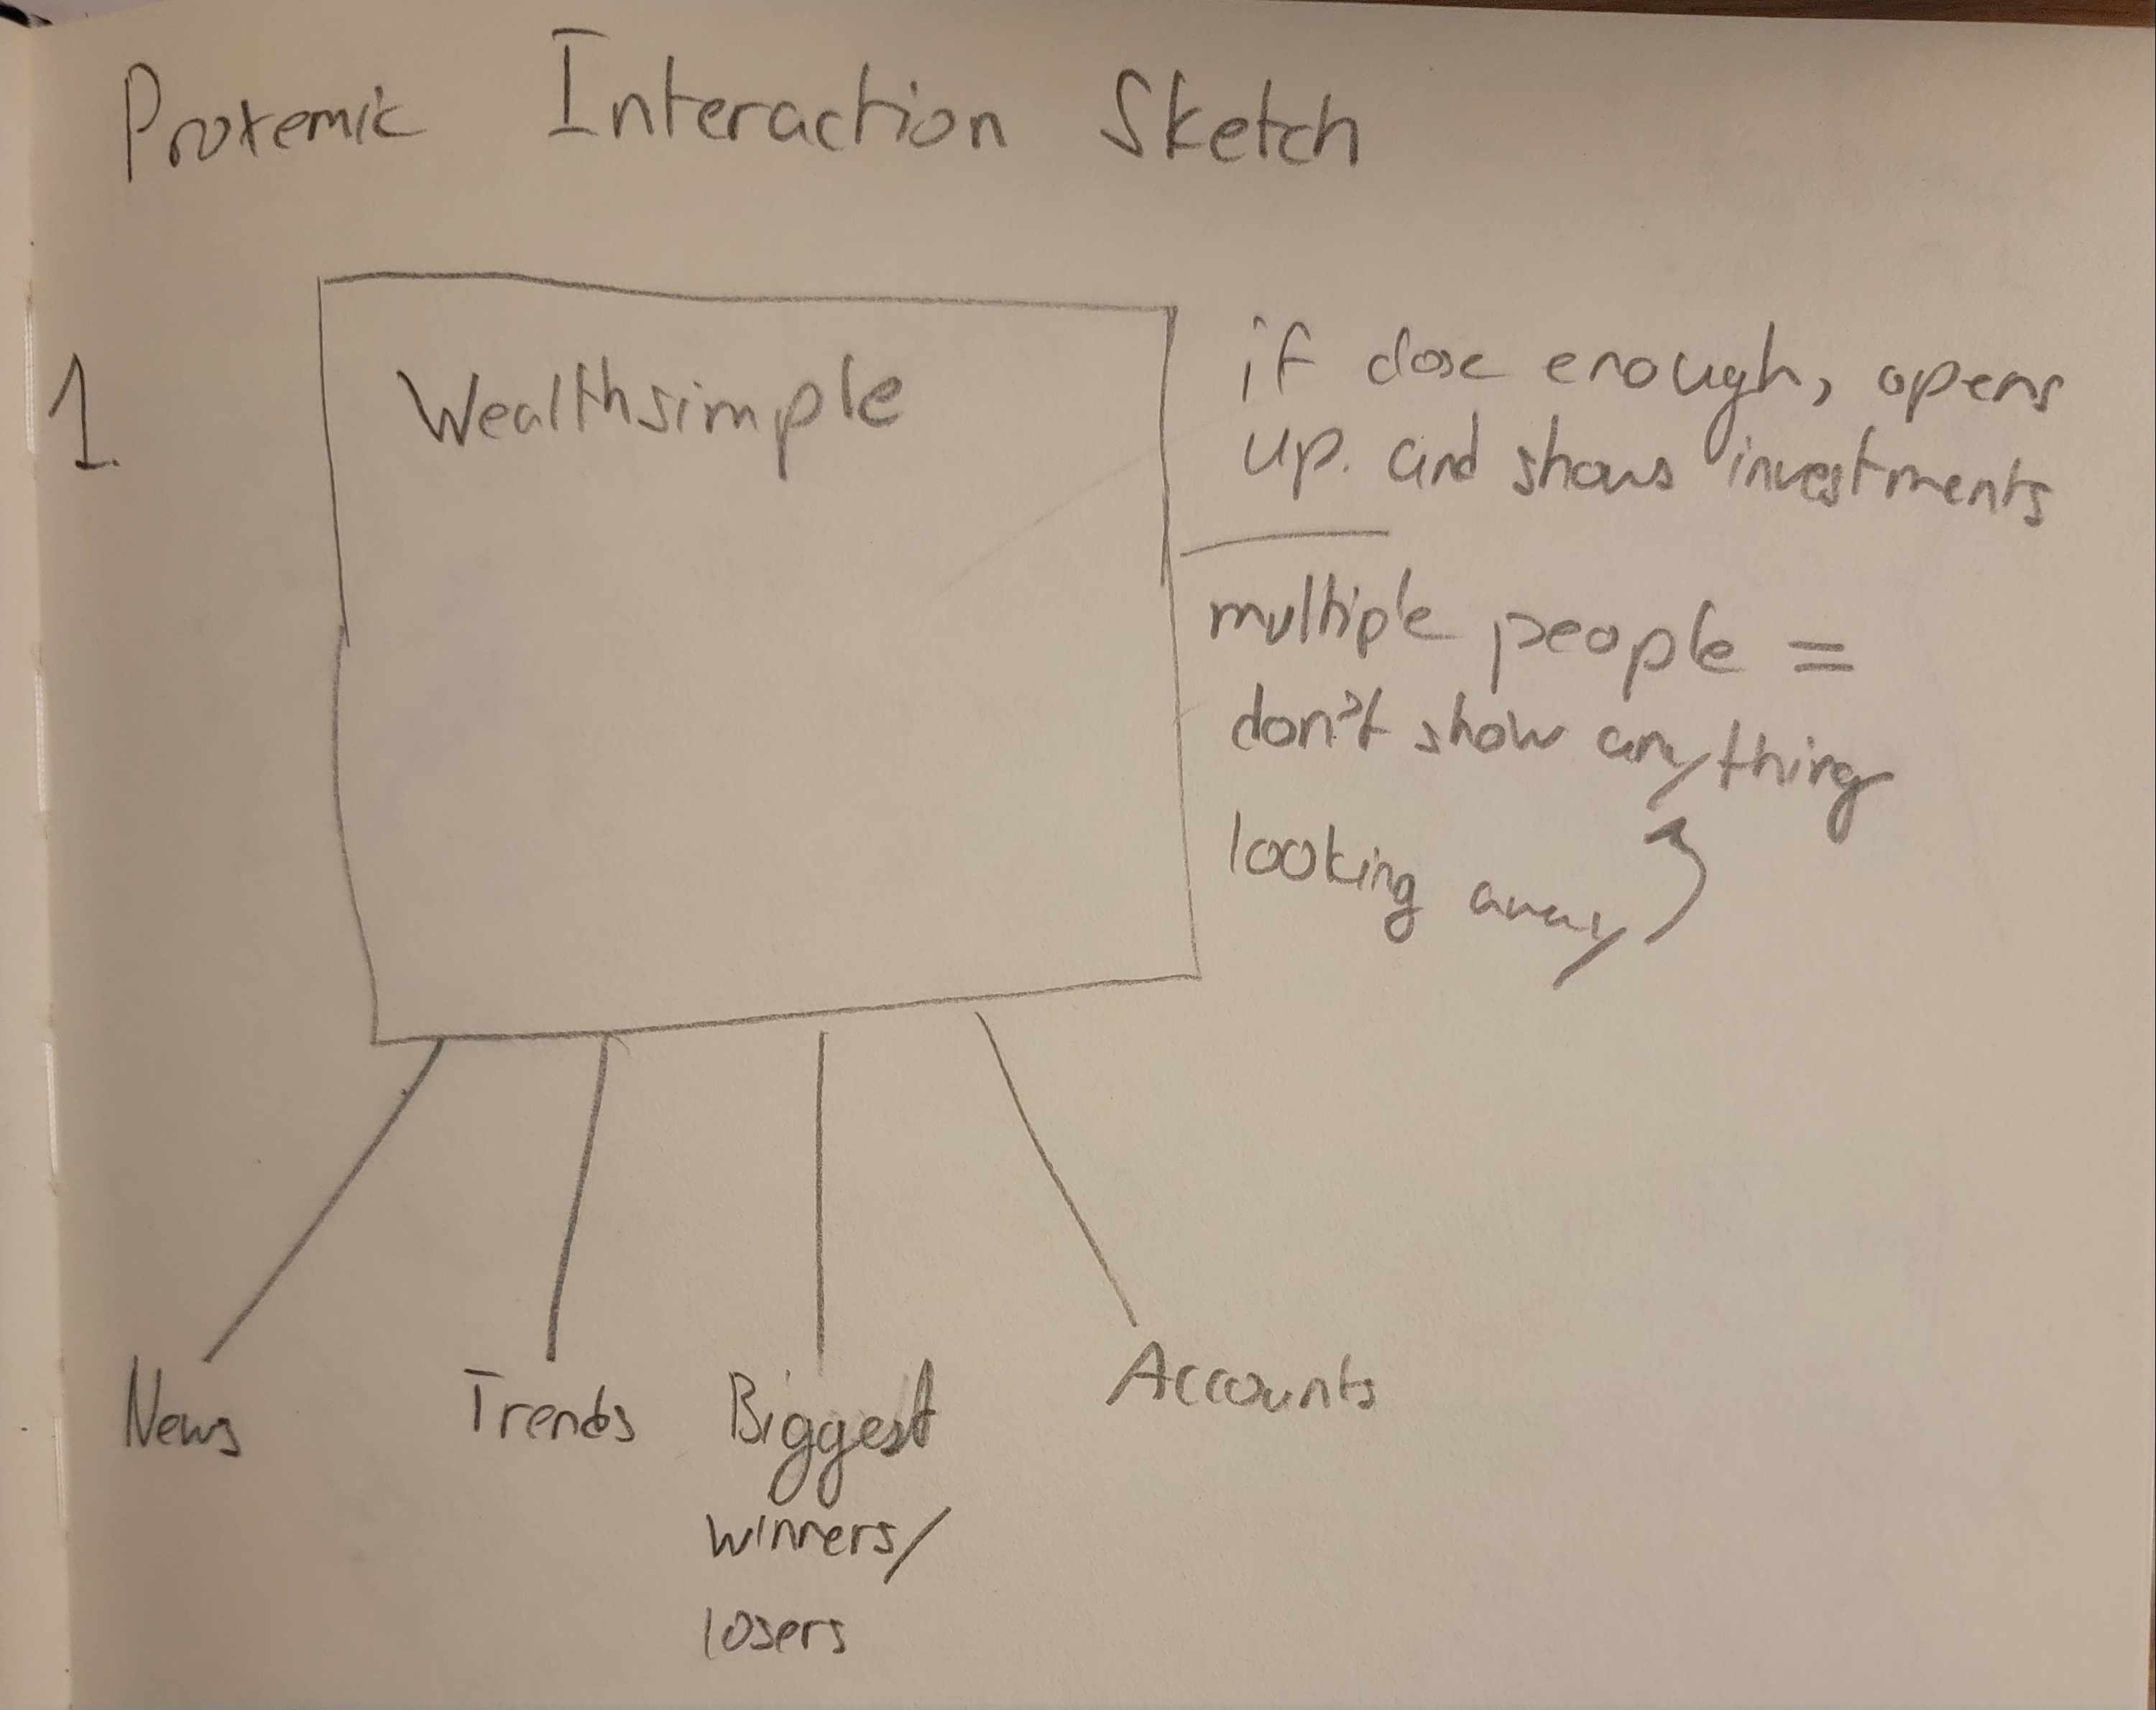 Proxemic Interaction Sketch
1.
Wealthsimple
if close enough, opens
up. and shows investments
multiple people =
don't show anything
looking away
News
Trends
Biggest
winners/
losers
Accounts